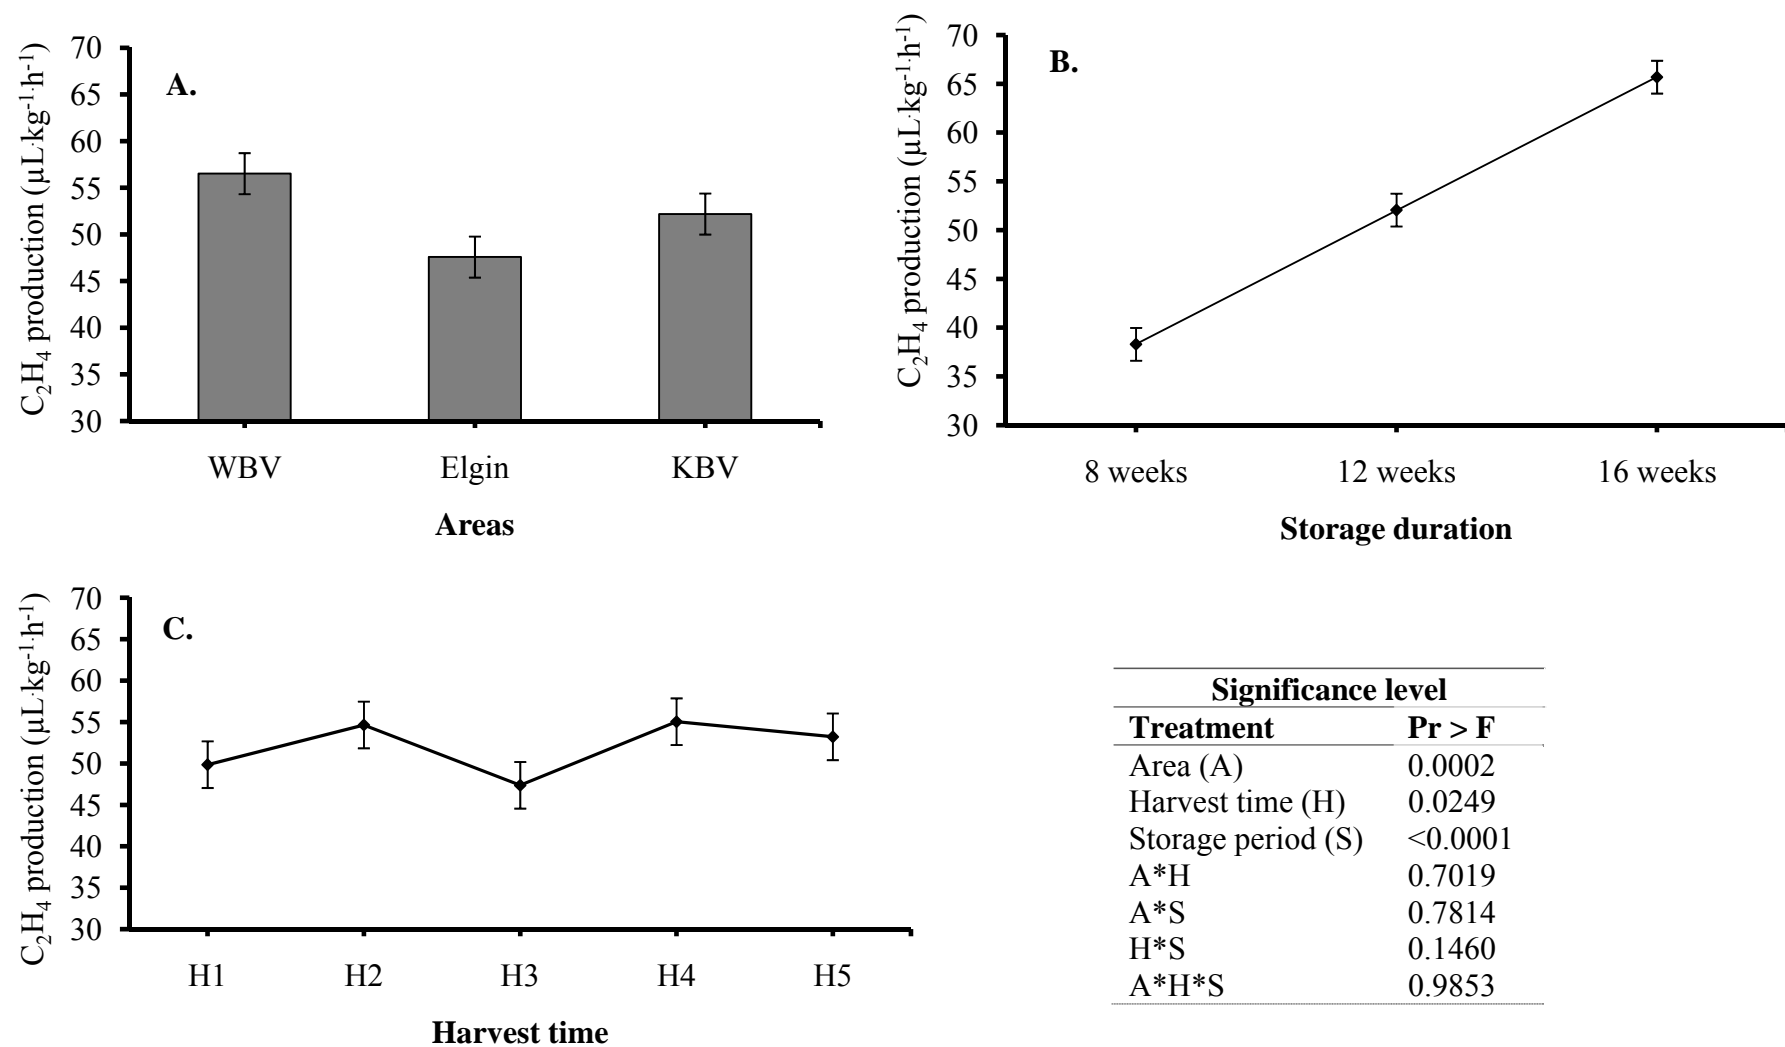 A.
C₂H₄ production (µL·kg⁻¹·h⁻¹)
70
65
60
55
50
45
40
35
30
WBV Elgin KBV
Areas
B.
C₂H₄ production (µL·kg⁻¹·h⁻¹)
70
65
60
55
50
45
40
35
30
8 weeks 12 weeks 16 weeks
Storage duration
C.
C₂H₄ production (µL·kg⁻¹·h⁻¹)
70
65
60
55
50
45
40
35
30
H1 H2 H3 H4 H5
Harvest time
Significance level
Treatment Pr > F
Area (A) 0.0002
Harvest time (H) 0.0249
Storage period (S) <0.0001
A*H 0.7019
A*S 0.7814
H*S 0.1460
A*H*S 0.9853